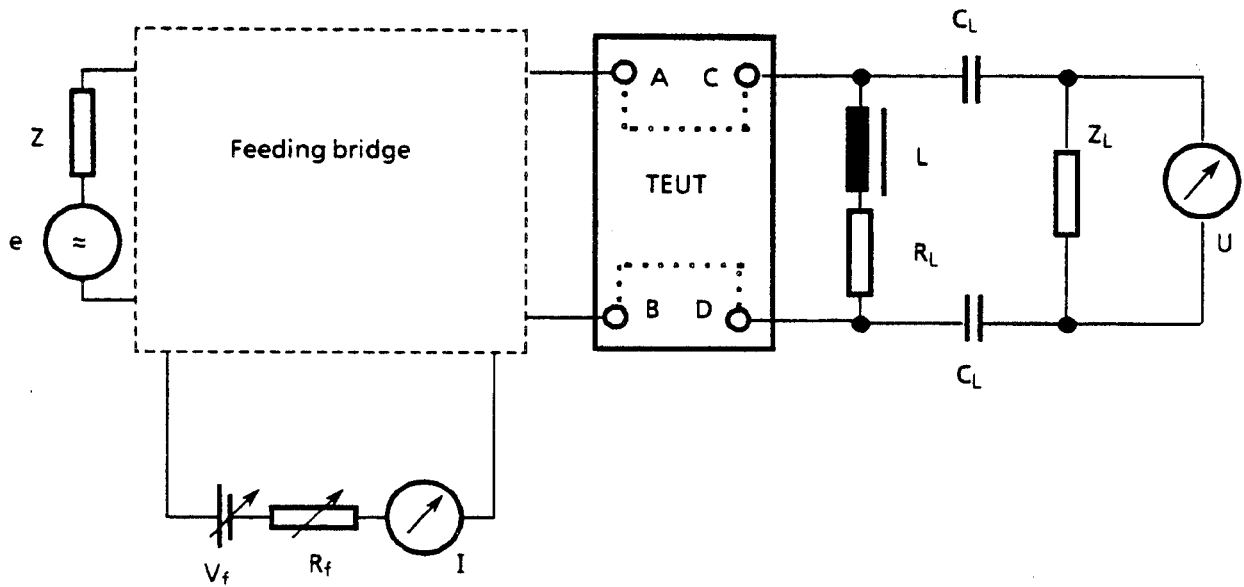 C_L
A C
Z
Feeding bridge
Z_L
L
TEUT
e ≈
R_L
U
B D
C_L
V_f R_f I